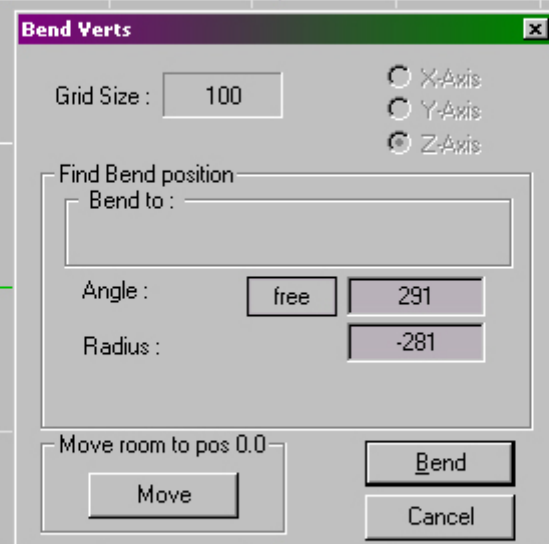 Bend Verts
Grid Size : 100
X-Axis
Y-Axis
Z-Axis
Find Bend position
Bend to :
Angle : free 291
Radius : -281
Move room to pos 0.0
Move
Bend
Cancel